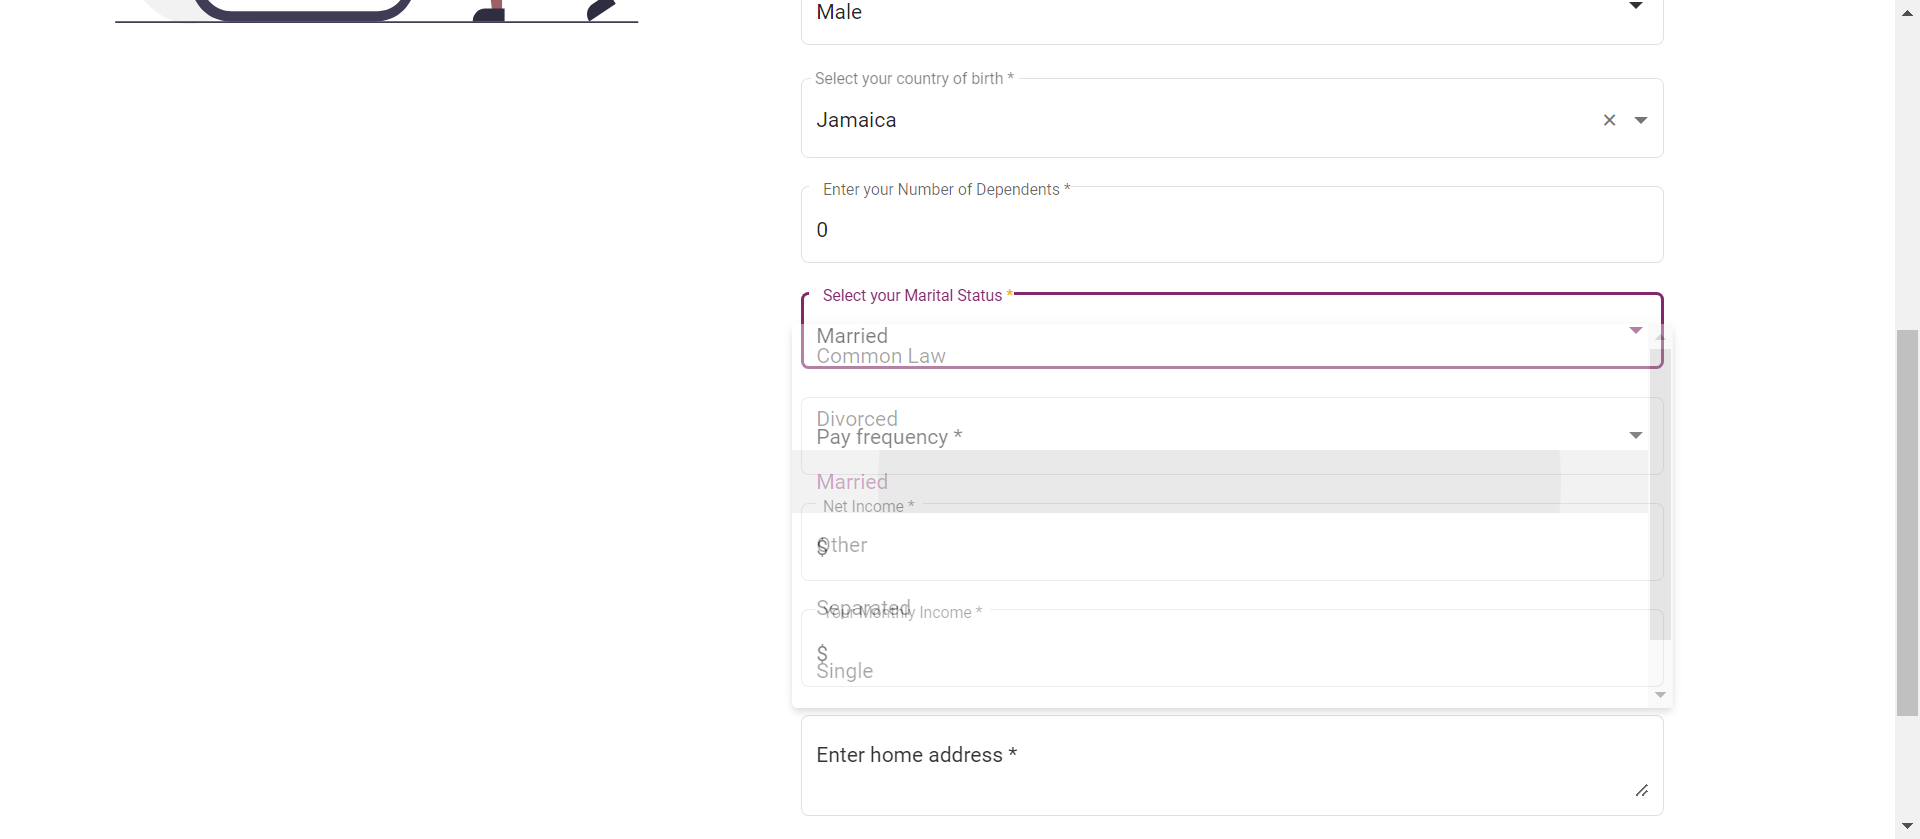 Male
Select your country of birth *
Jamaica
Enter your Number of Dependents *
0
Select your Marital Status *
Married
Common Law
Divorced
Pay frequency *
Married
Net Income *
$
Other
Separated
Your Monthly Income *
$
Single
Enter home address *